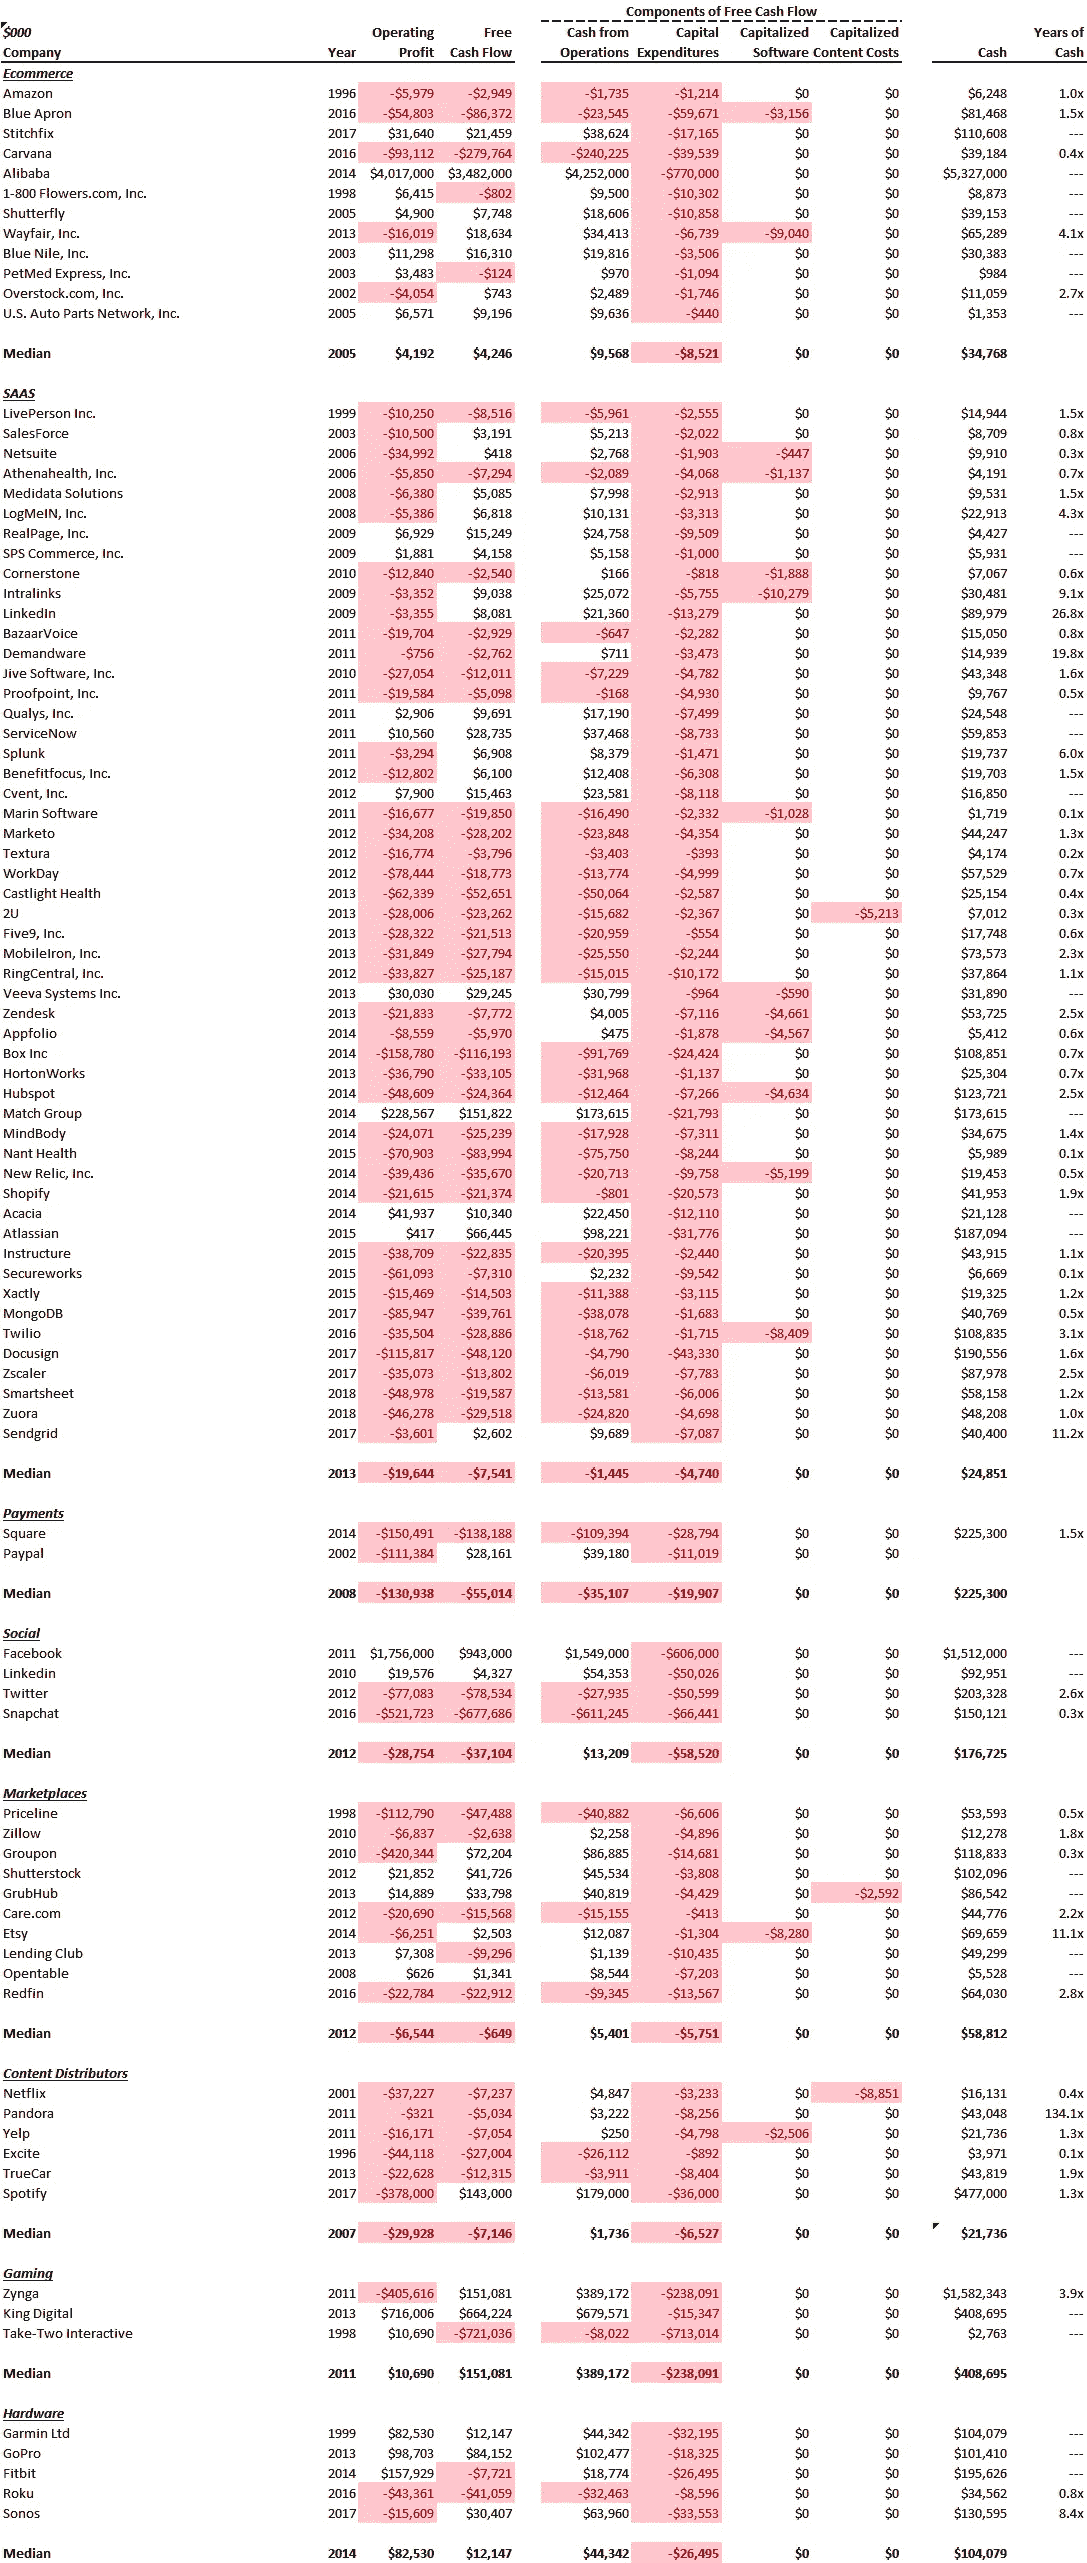 Components of Free Cash Flow
$000 Operating Free Cash from Capital Capitalized Capitalized Years of
Company Year Profit Cash Flow Operations Expenditures Software Content Costs Cash Cash
Ecommerce
Amazon 1996 -$5,979 -$2,949 -$1,735 -$1,214 $0 $0 $6,248 1.0x
Blue Apron 2016 -$54,803 -$86,372 -$23,545 -$59,671 -$3,156 $0 $81,468 1.5x
Stitchfix 2017 $31,640 $21,459 $38,624 -$17,165 $0 $0 $110,608 ---
Carvana 2016 -$93,112 -$279,764 -$240,225 -$39,539 $0 $0 $39,184 0.4x
Alibaba 2014 $4,017,000 $3,482,000 $4,252,000 -$770,000 $0 $0 $5,327,000 ---
1-800 Flowers.com, Inc. 1998 $6,415 -$802 $9,500 -$10,302 $0 $0 $8,873 ---
Shutterfly 2005 $4,900 $7,748 $18,606 -$10,858 $0 $0 $39,153 ---
Wayfair, Inc. 2013 -$16,019 $18,634 $34,413 -$6,739 -$9,040 $0 $65,289 4.1x
Blue Nile, Inc. 2003 $11,298 $16,310 $19,816 -$3,506 $0 $0 $30,383 ---
PetMed Express, Inc. 2003 $3,483 -$124 $970 -$1,094 $0 $0 $984 ---
Overstock.com, Inc. 2002 -$4,054 $743 $2,489 -$1,746 $0 $0 $11,059 2.7x
U.S. Auto Parts Network, Inc. 2005 $6,571 $9,196 $9,636 -$440 $0 $0 $1,353 ---
Median 2005 $4,192 $4,246 $9,568 -$8,521 $0 $0 $34,768
SAAS
LivePerson Inc. 1999 -$10,250 -$8,516 -$5,961 -$2,555 $0 $0 $14,944 1.5x
SalesForce 2003 -$10,500 $3,191 $5,213 -$2,022 $0 $0 $8,709 0.8x
Netsuite 2006 -$34,992 $418 $2,768 -$1,903 -$447 $0 $9,910 0.3x
Athenahealth, Inc. 2006 -$5,850 -$7,294 -$2,089 -$4,068 -$1,137 $0 $4,191 0.7x
Medidata Solutions 2008 -$6,380 $5,085 $7,998 -$2,913 $0 $0 $9,531 1.5x
LogMeIN, Inc. 2008 -$5,386 $6,818 $10,131 -$3,313 $0 $0 $22,913 4.3x
RealPage, Inc. 2009 $6,929 $15,249 $24,758 -$9,509 $0 $0 $4,427 ---
SPS Commerce, Inc. 2009 $1,881 $4,158 $5,158 -$1,000 $0 $0 $5,931 ---
Cornerstone 2010 -$12,840 -$2,540 $166 -$818 -$1,888 $0 $7,067 0.6x
Intralinks 2009 -$3,352 $9,038 $25,072 -$5,755 -$10,279 $0 $30,481 9.1x
LinkedIn 2009 -$3,355 $8,081 $21,360 -$13,279 $0 $0 $89,979 26.8x
BazaarVoice 2011 -$19,704 -$2,929 -$647 -$2,282 $0 $0 $15,050 0.8x
Demandware 2011 -$756 -$2,762 $711 -$3,473 $0 $0 $14,939 19.8x
Jive Software, Inc. 2010 -$27,054 -$12,011 -$7,229 -$4,782 $0 $0 $43,348 1.6x
Proofpoint, Inc. 2011 -$19,584 -$5,098 -$168 -$4,930 $0 $0 $9,767 0.5x
Qualys, Inc. 2011 $2,906 $9,691 $17,190 -$7,499 $0 $0 $24,548 ---
ServiceNow 2011 $10,560 $28,735 $37,468 -$8,733 $0 $0 $59,853 ---
Splunk 2011 -$3,294 $6,908 $8,379 -$1,471 $0 $0 $19,737 6.0x
Benefitfocus, Inc. 2012 -$12,802 $6,100 $12,408 -$6,308 $0 $0 $19,703 1.5x
Cvent, Inc. 2012 $7,900 $15,463 $23,581 -$8,118 $0 $0 $16,850 ---
Marin Software 2011 -$16,677 -$19,850 -$16,490 -$2,332 -$1,028 $0 $1,719 0.1x
Marketo 2012 -$34,208 -$28,202 -$23,848 -$4,354 $0 $0 $44,247 1.3x
Textura 2012 -$16,774 -$3,796 -$3,403 -$393 $0 $0 $4,174 0.2x
WorkDay 2012 -$78,444 -$18,773 -$13,774 -$4,999 $0 $0 $57,529 0.7x
Castlight Health 2013 -$62,339 -$52,651 -$50,064 -$2,587 $0 $0 $25,154 0.4x
2U 2013 -$28,006 -$23,262 -$15,682 -$2,367 $0 -$5,213 $7,012 0.3x
Five9, Inc. 2013 -$28,322 -$21,513 -$20,959 -$554 $0 $0 $17,748 0.6x
MobileIron, Inc. 2013 -$31,849 -$27,794 -$25,550 -$2,244 $0 $0 $73,573 2.3x
RingCentral, Inc. 2012 -$33,827 -$25,187 -$15,015 -$10,172 $0 $0 $37,864 1.1x
Veeva Systems Inc. 2013 $30,030 $29,245 $30,799 -$964 -$590 $0 $31,890 ---
Zendesk 2013 -$21,833 -$7,772 $4,005 -$7,116 -$4,661 $0 $53,725 2.5x
Appfolio 2014 -$8,559 -$5,970 $475 -$1,878 -$4,567 $0 $5,412 0.6x
Box Inc 2014 -$158,780 -$116,193 -$91,769 -$24,424 $0 $0 $108,851 0.7x
HortonWorks 2013 -$36,790 -$33,105 -$31,968 -$1,137 $0 $0 $25,304 0.7x
Hubspot 2014 -$48,609 -$24,364 -$12,464 -$7,266 -$4,634 $0 $123,721 2.5x
Match Group 2014 $228,567 $151,822 $173,615 -$21,793 $0 $0 $173,615 ---
MindBody 2014 -$24,071 -$25,239 -$17,928 -$7,311 $0 $0 $34,675 1.4x
Nant Health 2015 -$70,903 -$83,994 -$75,750 -$8,244 $0 $0 $5,989 0.1x
New Relic, Inc. 2014 -$39,436 -$35,670 -$20,713 -$9,758 -$5,199 $0 $19,453 0.5x
Shopify 2014 -$21,615 -$21,374 -$801 -$20,573 $0 $0 $41,953 1.9x
Acacia 2014 $41,937 $10,340 $22,450 -$12,110 $0 $0 $21,128 ---
Atlassian 2015 $417 $66,445 $98,221 -$31,776 $0 $0 $187,094 ---
Instructure 2015 -$38,709 -$22,835 -$20,395 -$2,440 $0 $0 $43,915 1.1x
Secureworks 2015 -$61,093 -$7,310 $2,232 -$9,542 $0 $0 $6,669 0.1x
Xactly 2015 -$15,469 -$14,503 -$11,388 -$3,115 $0 $0 $19,325 1.2x
MongoDB 2017 -$85,947 -$39,761 -$38,078 -$1,683 $0 $0 $40,769 0.5x
Twilio 2016 -$35,504 -$28,886 -$18,762 -$1,715 -$8,409 $0 $108,835 3.1x
Docusign 2017 -$115,817 -$48,120 -$4,790 -$43,330 $0 $0 $190,556 1.6x
Zscaler 2017 -$35,073 -$13,802 -$6,019 -$7,783 $0 $0 $87,978 2.5x
Smartsheet 2018 -$48,978 -$19,587 -$13,581 -$6,006 $0 $0 $58,158 1.2x
Zuora 2018 -$46,278 -$29,518 -$24,820 -$4,698 $0 $0 $48,208 1.0x
Sendgrid 2017 -$3,601 $2,602 $9,689 -$7,087 $0 $0 $40,400 11.2x
Median 2013 -$19,644 -$7,541 -$1,445 -$4,740 $0 $0 $24,851
Payments
Square 2014 -$150,491 -$138,188 -$109,394 -$28,794 $0 $0 $225,300 1.5x
Paypal 2002 -$111,384 $28,161 $39,180 -$11,019 $0 $0
Median 2008 -$130,938 -$55,014 -$35,107 -$19,907 $0 $0 $225,300
Social
Facebook 2011 $1,756,000 $943,000 $1,549,000 -$606,000 $0 $0 $1,512,000 ---
Linkedin 2010 $19,576 $4,327 $54,353 -$50,026 $0 $0 $92,951 ---
Twitter 2012 -$77,083 -$78,534 -$27,935 -$50,599 $0 $0 $203,328 2.6x
Snapchat 2016 -$521,723 -$677,686 -$611,245 -$66,441 $0 $0 $150,121 0.3x
Median 2012 -$28,754 -$37,104 $13,209 -$58,520 $0 $0 $176,725
Marketplaces
Priceline 1998 -$112,790 -$47,488 -$40,882 -$6,606 $0 $0 $53,593 0.5x
Zillow 2010 -$6,837 -$2,638 $2,258 -$4,896 $0 $0 $12,278 1.8x
Groupon 2010 -$420,344 $72,204 $86,885 -$14,681 $0 $0 $118,833 0.3x
Shutterstock 2012 $21,852 $41,726 $45,534 -$3,808 $0 $0 $102,096 ---
GrubHub 2013 $14,889 $33,798 $40,819 -$4,429 $0 -$2,592 $86,542 ---
Care.com 2012 -$20,690 -$15,568 -$15,155 -$413 $0 $0 $44,776 2.2x
Etsy 2014 -$6,251 $2,503 $12,087 -$1,304 -$8,280 $0 $69,659 11.1x
Lending Club 2013 $7,308 -$9,296 $1,139 -$10,435 $0 $0 $49,299 ---
Opentable 2008 $626 $1,341 $8,544 -$7,203 $0 $0 $5,528 ---
Redfin 2016 -$22,784 -$22,912 -$9,345 -$13,567 $0 $0 $64,030 2.8x
Median 2012 -$6,544 -$649 $5,401 -$5,751 $0 $0 $58,812
Content Distributors
Netflix 2001 -$37,227 -$7,237 $4,847 -$3,233 $0 -$8,851 $16,131 0.4x
Pandora 2011 -$321 -$5,034 $3,222 -$8,256 $0 $0 $43,048 134.1x
Yelp 2011 -$16,171 -$7,054 $250 -$4,798 -$2,506 $0 $21,736 1.3x
Excite 1996 -$44,118 -$27,004 -$26,112 -$892 $0 $0 $3,971 0.1x
TrueCar 2013 -$22,628 -$12,315 -$3,911 -$8,404 $0 $0 $43,819 1.9x
Spotify 2017 -$378,000 $143,000 $179,000 -$36,000 $0 $0 $477,000 1.3x
Median 2007 -$29,928 -$7,146 $1,736 -$6,527 $0 $0 $21,736
Gaming
Zynga 2011 -$405,616 $151,081 $389,172 -$238,091 $0 $0 $1,582,343 3.9x
King Digital 2013 $716,006 $664,224 $679,571 -$15,347 $0 $0 $408,695 ---
Take-Two Interactive 1998 $10,690 -$721,036 -$8,022 -$713,014 $0 $0 $2,763 ---
Median 2011 $10,690 $151,081 $389,172 -$238,091 $0 $0 $408,695
Hardware
Garmin Ltd 1999 $82,530 $12,147 $44,342 -$32,195 $0 $0 $104,079 ---
GoPro 2013 $98,703 $84,152 $102,477 -$18,325 $0 $0 $101,410 ---
Fitbit 2014 $157,929 -$7,721 $18,774 -$26,495 $0 $0 $195,626 ---
Roku 2016 -$43,361 -$41,059 -$32,463 -$8,596 $0 $0 $34,562 0.8x
Sonos 2017 -$15,609 $30,407 $63,960 -$33,553 $0 $0 $130,595 8.4x
Median 2014 $82,530 $12,147 $44,342 -$26,495 $0 $0 $104,079